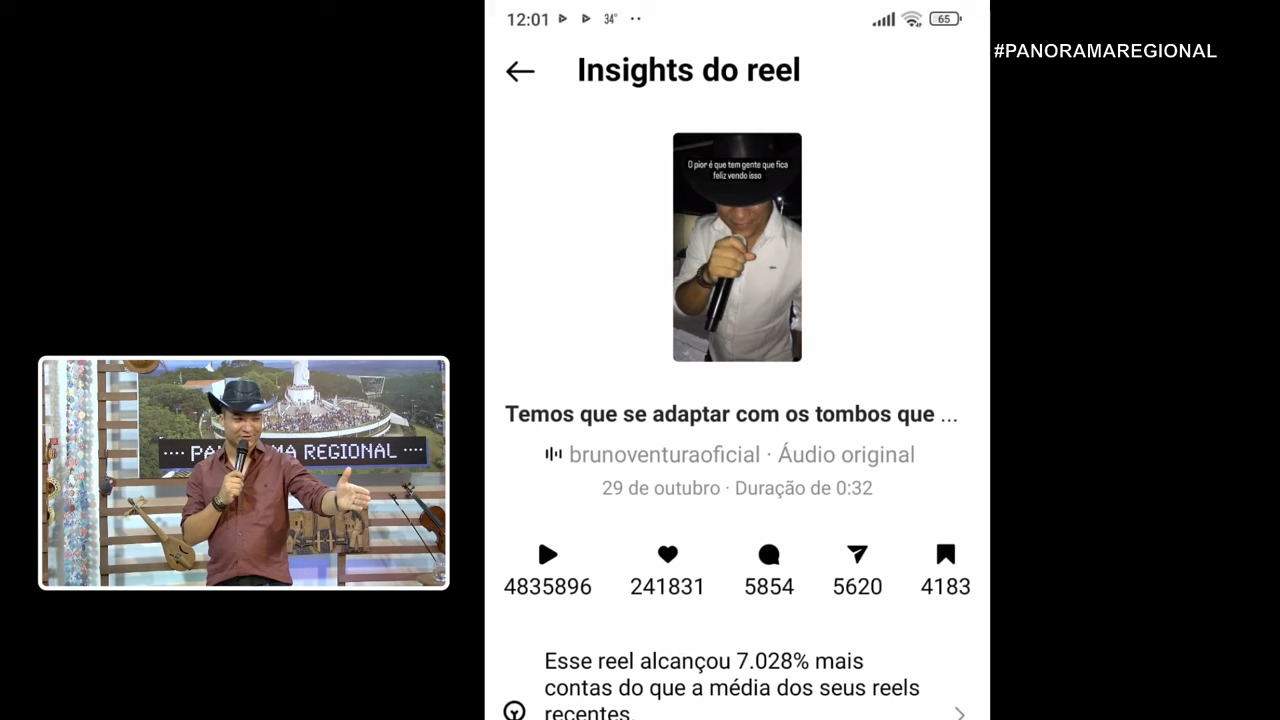 12:01 34° 65
#PANORAMAREGIONAL
Insights do reel
O pior é que tem gente que fica
feliz vendo isso
Temos que se adaptar com os tombos que ...
brunoventuraoficial · Áudio original
29 de outubro · Duração de 0:32
4835896 241831 5854 5620 4183
Esse reel alcançou 7.028% mais
contas do que a média dos seus reels
recentes.
REGIONAL